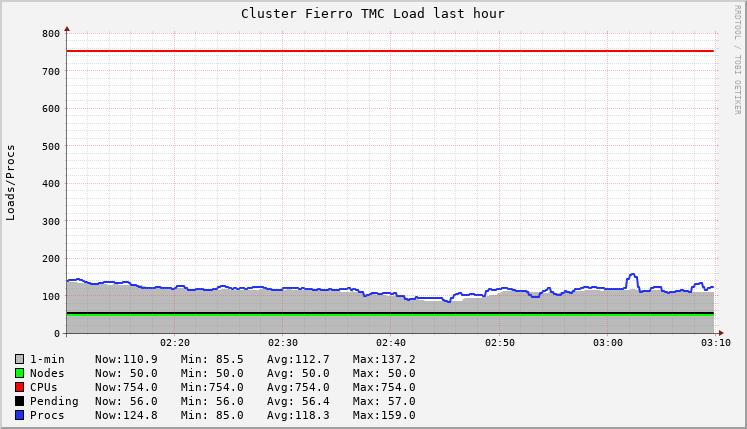 Cluster Fierro TMC Load last hour
RRDTOOL / TOBI OETIKER
Loads/Procs
800
700
600
500
400
300
200
100
0
02:20 02:30 02:40 02:50 03:00 03:10
1-min Now:110.9 Min: 85.5 Avg:112.7 Max:137.2
Nodes Now: 50.0 Min: 50.0 Avg: 50.0 Max: 50.0
CPUs Now:754.0 Min:754.0 Avg:754.0 Max:754.0
Pending Now: 56.0 Min: 56.0 Avg: 56.4 Max: 57.0
Procs Now:124.8 Min: 85.0 Avg:118.3 Max:159.0